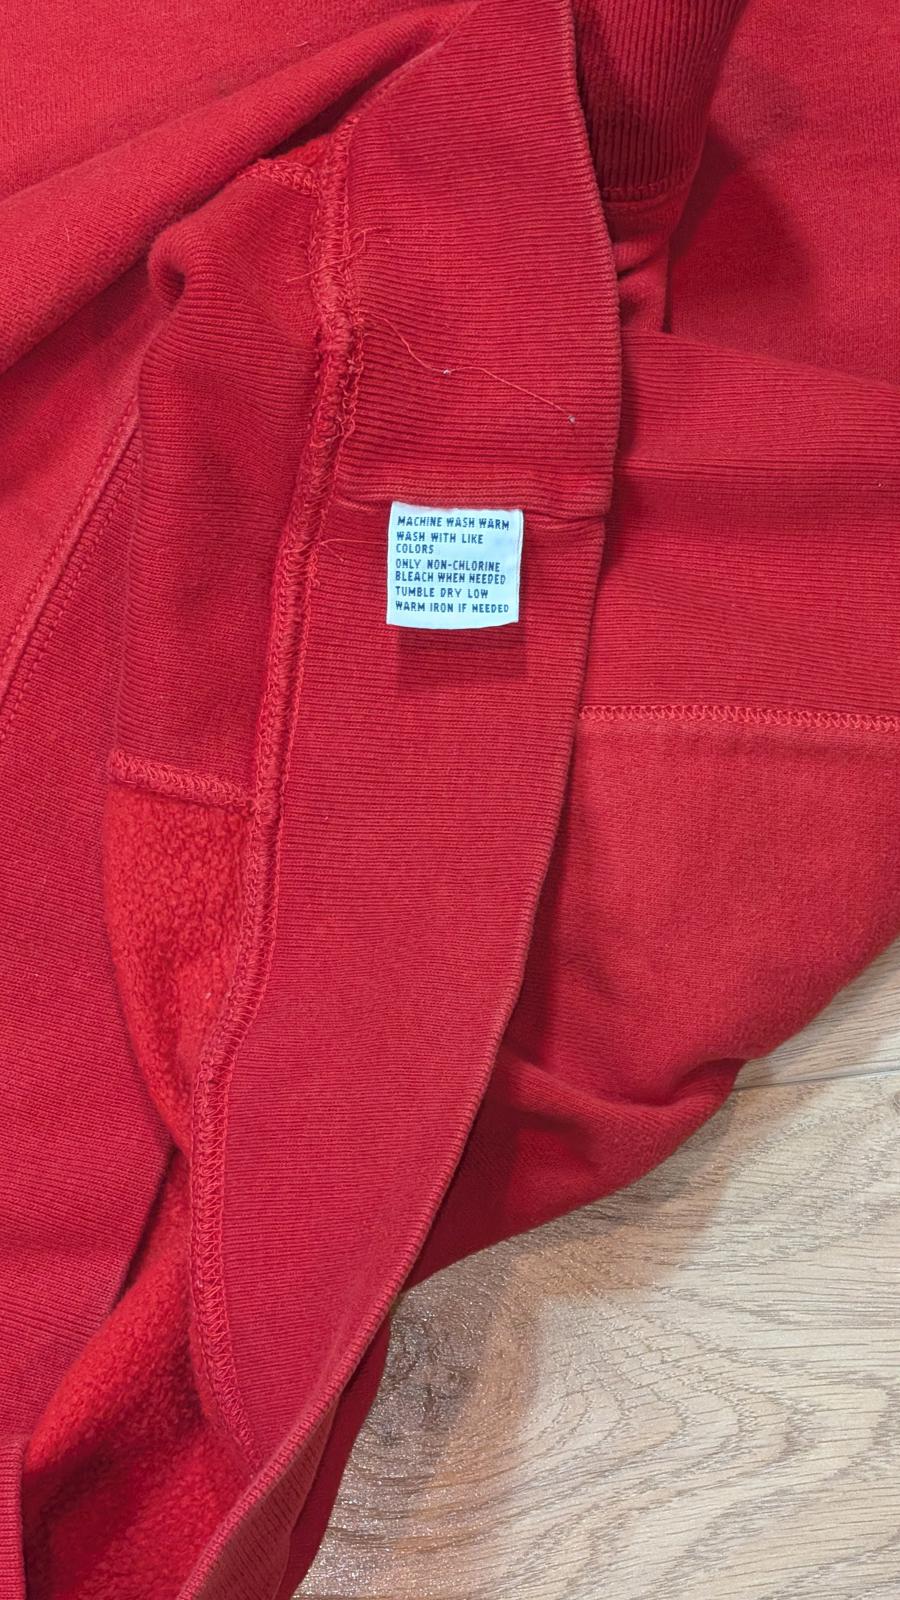 MACHINE WASH WARM
WASH WITH LIKE
COLORS
ONLY NON-CHLORINE
BLEACH WHEN NEEDED
TUMBLE DRY LOW
WARM IRON IF NEEDED